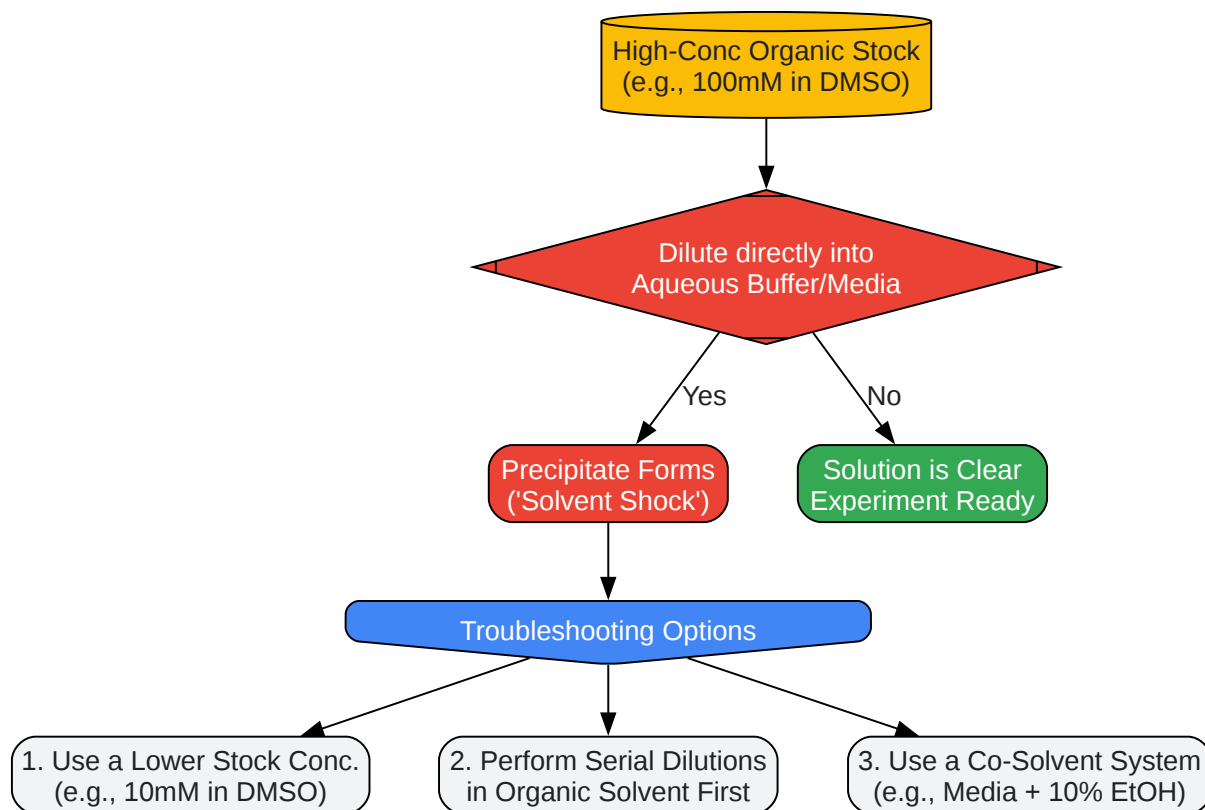 High-Conc Organic Stock
(e.g., 100mM in DMSO)
Dilute directly into
Aqueous Buffer/Media
Yes
No
Precipitate Forms
('Solvent Shock')
Solution is Clear
Experiment Ready
Troubleshooting Options
1. Use a Lower Stock Conc.
(e.g., 10mM in DMSO)
2. Perform Serial Dilutions
in Organic Solvent First
3. Use a Co-Solvent System
(e.g., Media + 10% EtOH)